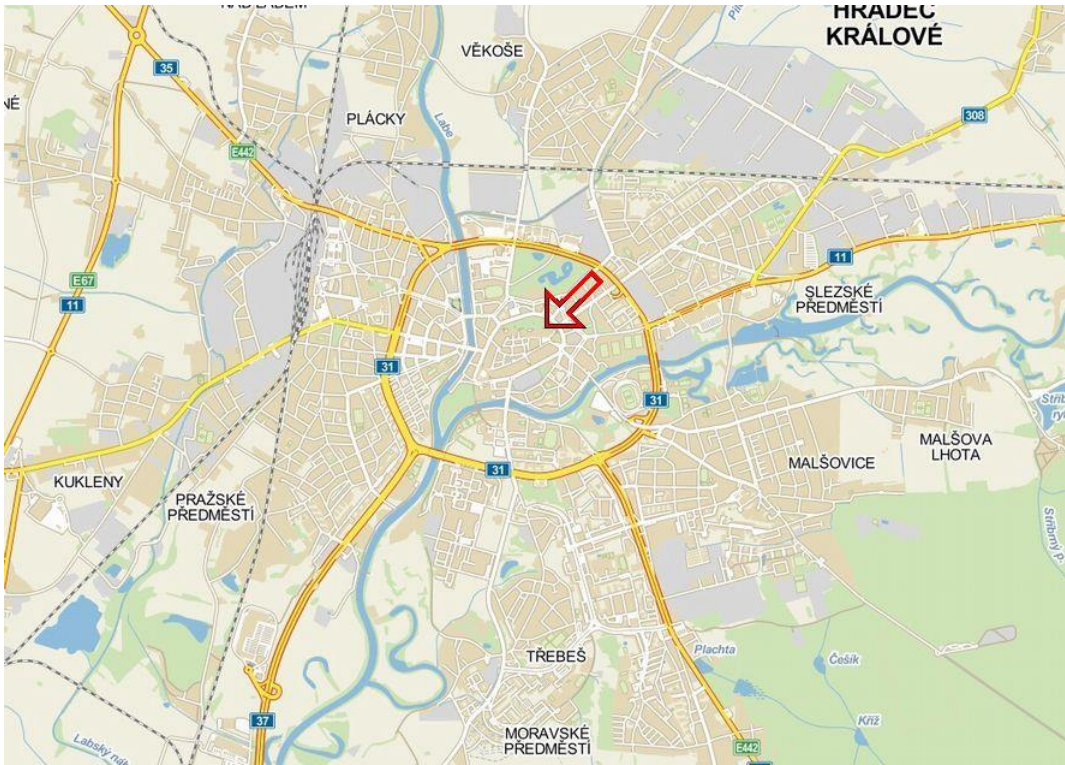 HRADEC
KRÁLOVÉ
VĚKOŠE
35
308
PLÁCKY
Labe
E442
E67
11
11
SLEZSKÉ
PŘEDMĚSTÍ
31
31
MALŠOVA
LHOTA
MALŠOVICE
31
KUKLENY
PRAŽSKÉ
PŘEDMĚSTÍ
Stříbrný p.
TŘEBEŠ
Plachta
Češík
Kříž
37
MORAVSKÉ
PŘEDMĚSTÍ
E442